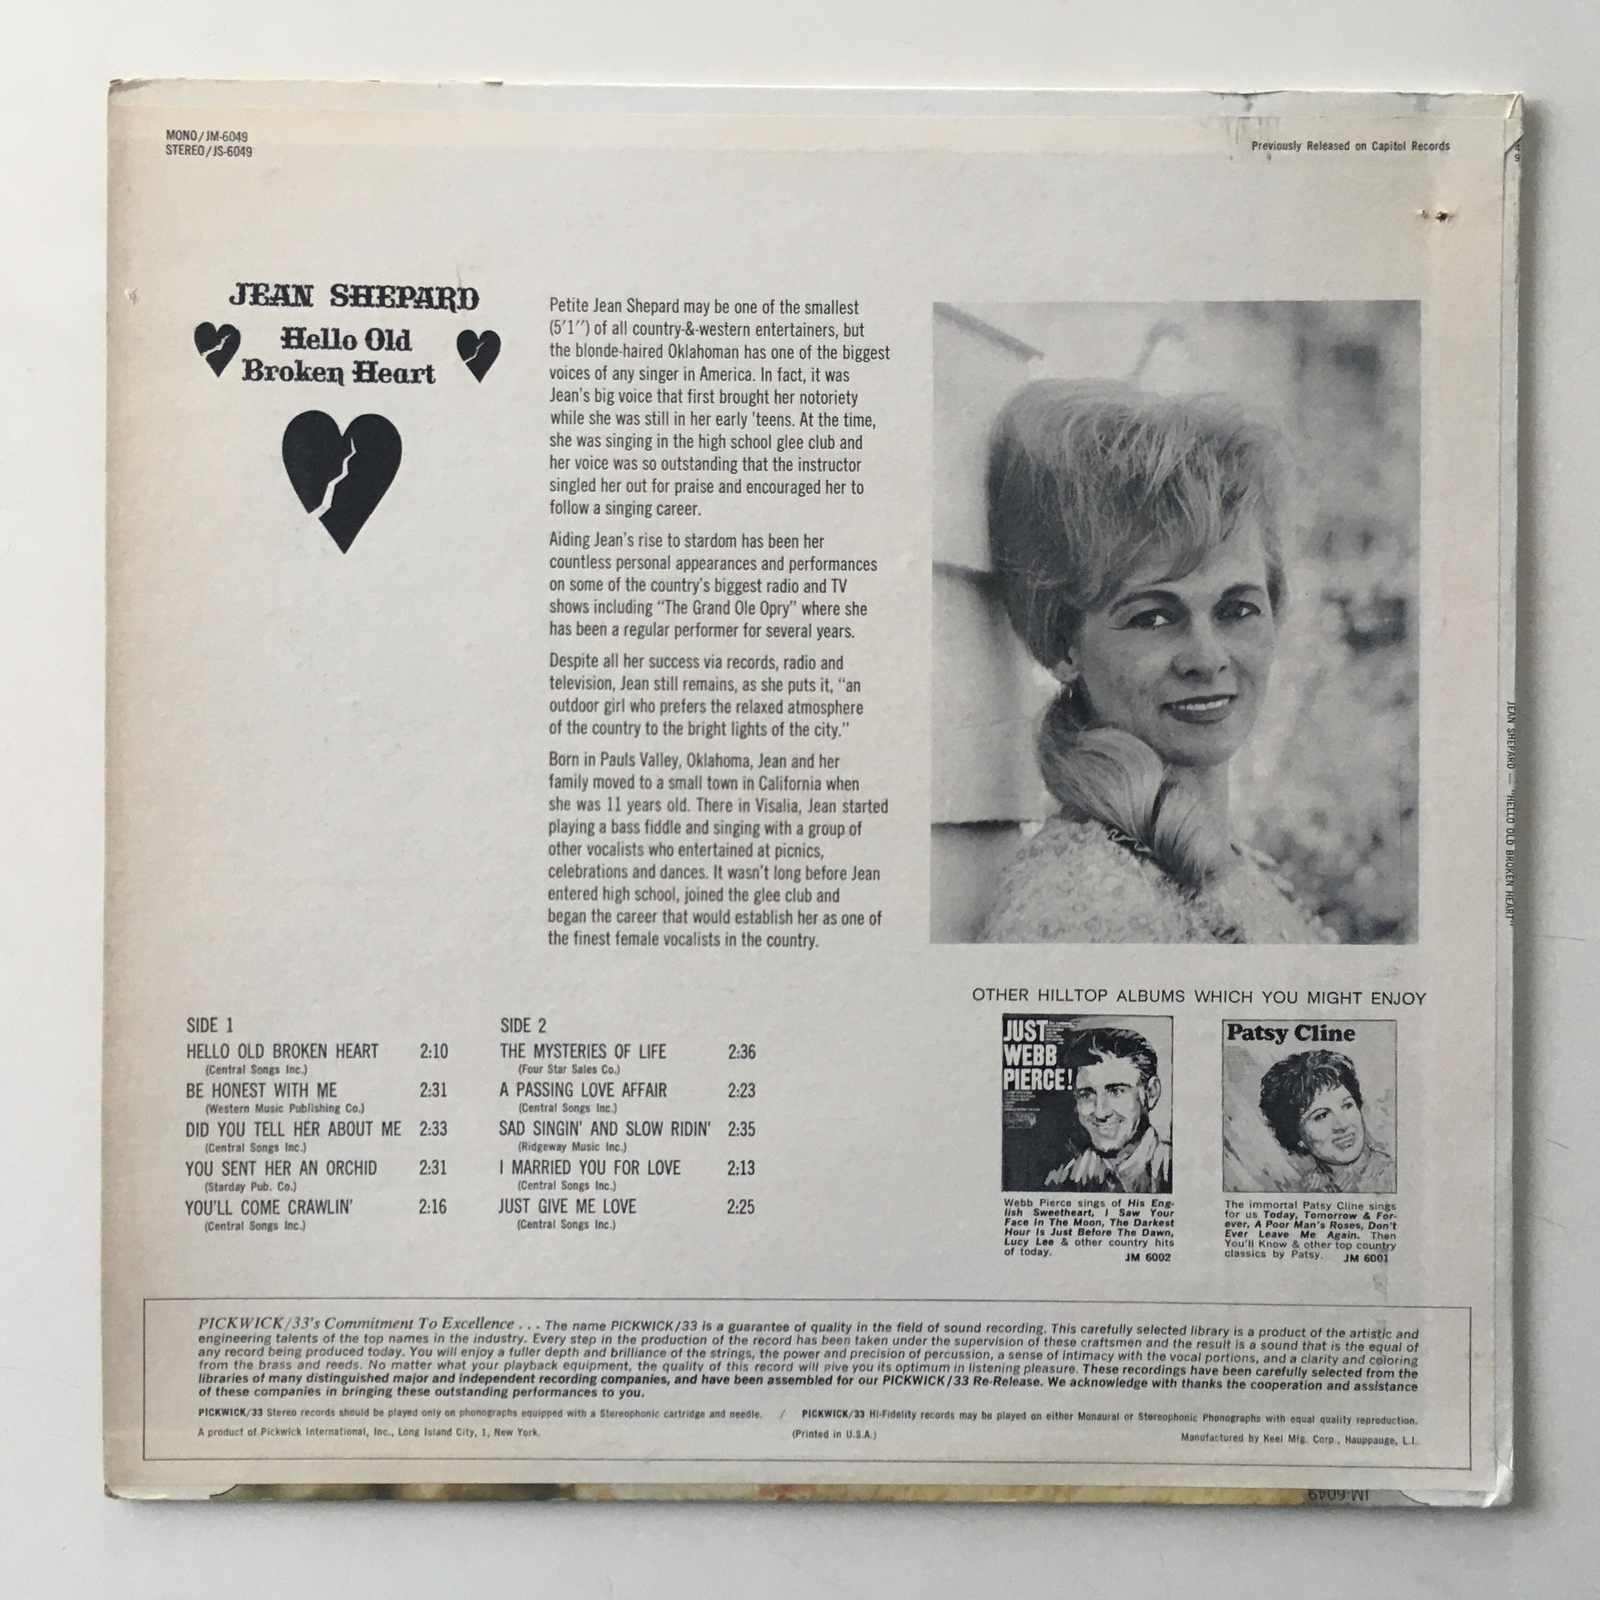 MONO/JM-6049
STEREO/JS-6049
Previously Released on Capitol Records
JEAN SHEPARD
Hello Old
Broken Heart
Petite Jean Shepard may be one of the smallest
(5'1'') of all country-&-western entertainers, but
the blonde-haired Oklahoman has one of the biggest
voices of any singer in America. In fact, it was
Jean's big voice that first brought her notoriety
while she was still in her early 'teens. At the time,
she was singing in the high school glee club and
her voice was so outstanding that the instructor
singled her out for praise and encouraged her to
follow a singing career.
Aiding Jean's rise to stardom has been her
countless personal appearances and performances
on some of the country's biggest radio and TV
shows including "The Grand Ole Opry" where she
has been a regular performer for several years.
Despite all her success via records, radio and
television, Jean still remains, as she puts it, "an
outdoor girl who prefers the relaxed atmosphere
of the country to the bright lights of the city."
Born in Pauls Valley, Oklahoma, Jean and her
family moved to a small town in California when
she was 11 years old. There in Visalia, Jean started
playing a bass fiddle and singing with a group of
other vocalists who entertained at picnics,
celebrations and dances. It wasn't long before Jean
entered high school, joined the glee club and
began the career that would establish her as one of
the finest female vocalists in the country.
JEAN SHEPARD — "HELLO OLD BROKEN HEART"
SIDE 1
HELLO OLD BROKEN HEART 2:10
(Central Songs Inc.)
BE HONEST WITH ME 2:31
(Western Music Publishing Co.)
DID YOU TELL HER ABOUT ME 2:33
(Central Songs Inc.)
YOU SENT HER AN ORCHID 2:31
(Starday Pub. Co.)
YOU'LL COME CRAWLIN' 2:16
(Central Songs Inc.)
SIDE 2
THE MYSTERIES OF LIFE 2:36
(Four Star Sales Co.)
A PASSING LOVE AFFAIR 2:23
(Central Songs Inc.)
SAD SINGIN' AND SLOW RIDIN' 2:35
(Ridgeway Music Inc.)
I MARRIED YOU FOR LOVE 2:13
(Central Songs Inc.)
JUST GIVE ME LOVE 2:25
(Central Songs Inc.)
OTHER HILLTOP ALBUMS WHICH YOU MIGHT ENJOY
JUST
WEBB
PIERCE!
Webb Pierce sings of His Eng-
lish Sweetheart, I Saw Your
Face In The Moon, The Darkest
Hour Is Just Before The Dawn,
Lucy Lee & other country hits
of today. JM 6002
Patsy Cline
The immortal Patsy Cline sings
for us Today, Tomorrow & For-
ever, A Poor Man's Roses, Don't
Ever Leave Me Again. Then
You'll Know & other top country
classics by Patsy. JM 6001
PICKWICK/33's Commitment To Excellence . . . The name PICKWICK/33 is a guarantee of quality in the field of sound recording. This carefully selected library is a product of the artistic and
engineering talents of the top names in the industry. Every step in the production of the record has been taken under the supervision of these craftsmen and the result is a sound that is the equal of
any record being produced today. You will enjoy a fuller depth and brilliance of the strings, the power and precision of percussion, a sense of intimacy with the vocal portions, and a clarity and coloring
from the brass and reeds. No matter what your playback equipment, the quality of this record will give you its optimum in listening pleasure. These recordings have been carefully selected from the
libraries of many distinguished major and independent recording companies, and have been assembled for our PICKWICK/33 Re-Release. We acknowledge with thanks the cooperation and assistance
of these companies in bringing these outstanding performances to you.
PICKWICK/33 Stereo records should be played only on phonographs equipped with a Stereophonic cartridge and needle. / PICKWICK/33 Hi-Fidelity records may be played on either Monaural or Stereophonic Phonographs with equal quality reproduction.
A product of Pickwick International, Inc., Long Island City, 1, New York. (Printed in U.S.A.) Manufactured by Keel Mfg. Corp., Hauppauge, L.I.
JM-6049